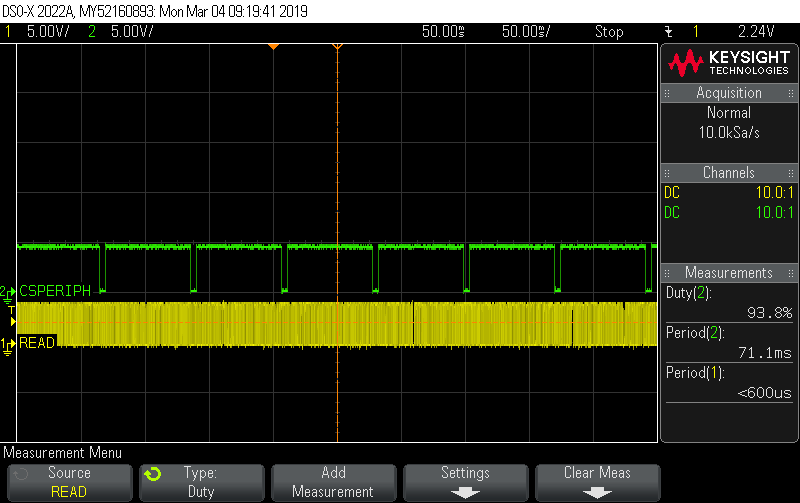 DSO-X 2022A, MY52160893: Mon Mar 04 09:19:41 2019
1 5.00V/ 2 5.00V/ 50.00ms 50.00ms/ Stop 1 2.24V
KEYSIGHT
TECHNOLOGIES
Acquisition
Normal
10.0kSa/s
Channels
DC 10.0:1
DC 10.0:1
Measurements
Duty(2):
93.8%
Period(2):
71.1ms
Period(1):
<600us
2 CSPERIPH
T
1 READ
Measurement Menu
Source
READ
Type:
Duty
Add
Measurement
Settings
Clear Meas